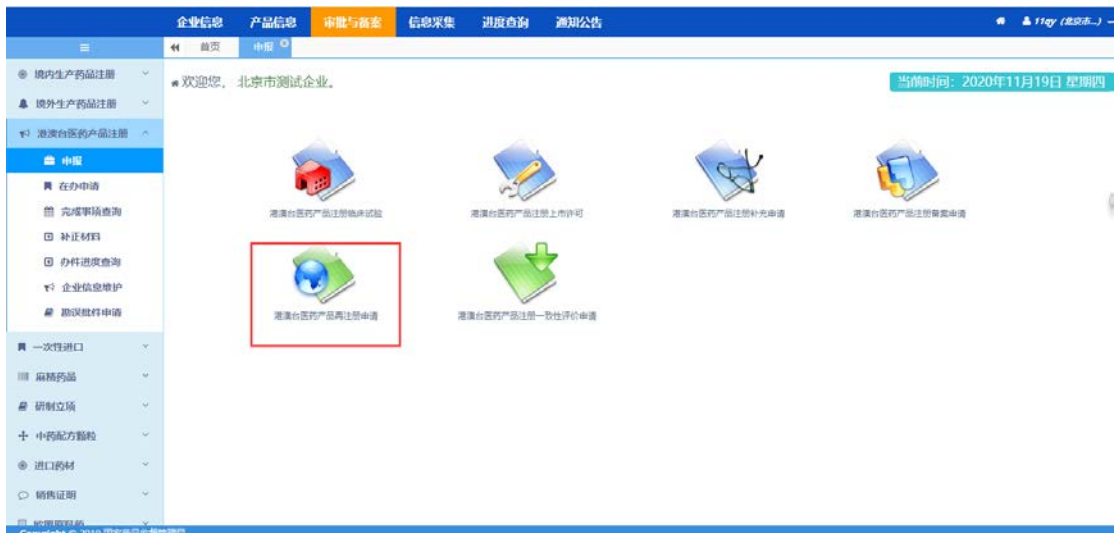 企业信息 产品信息 审批与备案 信息采集 进度查询 通知公告 11qy (北京市...)
首页 申报
境内生产药品注册
境外生产药品注册
港澳台医药产品注册
申报
在办申请
完成事项查询
补正材料
办件进度查询
企业信息维护
勘误批件申请
一次性进口
麻精药品
研制立项
中药配方颗粒
进口药材
销售证明
欢迎您， 北京市测试企业。
当前时间：2020年11月19日 星期四
港澳台医药产品注册临床试验
港澳台医药产品注册上市许可
港澳台医药产品注册补充申请
港澳台医药产品注册备案申请
港澳台医药产品再注册申请
港澳台医药产品注册一致性评价申请